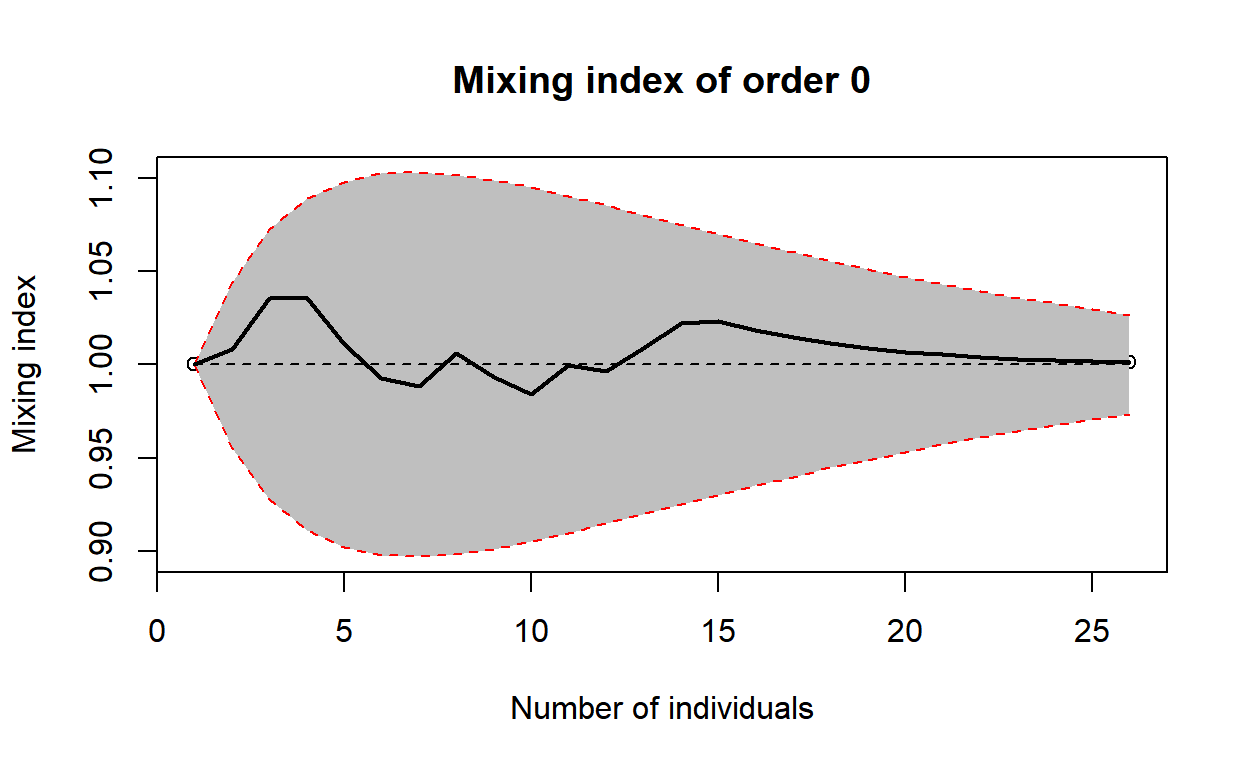 Mixing index of order 0
Mixing index
1.10
1.05
1.00
0.95
0.90
0 5 10 15 20 25
Number of individuals